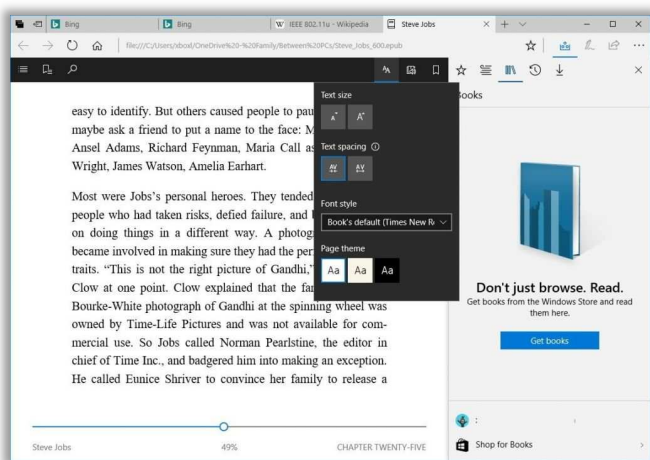 Bing
Bing
W IEEE 802.11u - Wikipedia
Steve Jobs
file:///C:/Users/xboxl/OneDrive%20-%20Family/Between%20PCs/Steve_Jobs_600.epub
Books
Text size
A A
Text spacing
AV AV
Font style
Book's default (Times New R
Page theme
Aa Aa Aa
easy to identify. But others caused people to pau
maybe ask a friend to put a name to the face: M
Ansel Adams, Richard Feynman, Maria Call as
Wright, James Watson, Amelia Earhart.
Most were Jobs's personal heroes. They tended
people who had taken risks, defied failure, and
on doing things in a different way. A photog
became involved in making sure they had the per
traits. “This is not the right picture of Gandhi,”
Clow at one point. Clow explained that the fa
Bourke-White photograph of Gandhi at the spinning wheel was
owned by Time-Life Pictures and was not available for com-
mercial use. So Jobs called Norman Pearlstine, the editor in
chief of Time Inc., and badgered him into making an exception.
He called Eunice Shriver to convince her family to release a
Steve Jobs
49%
CHAPTER TWENTY-FIVE
Don't just browse. Read.
Get books from the Windows Store and read
them here.
Get books
Shop for Books